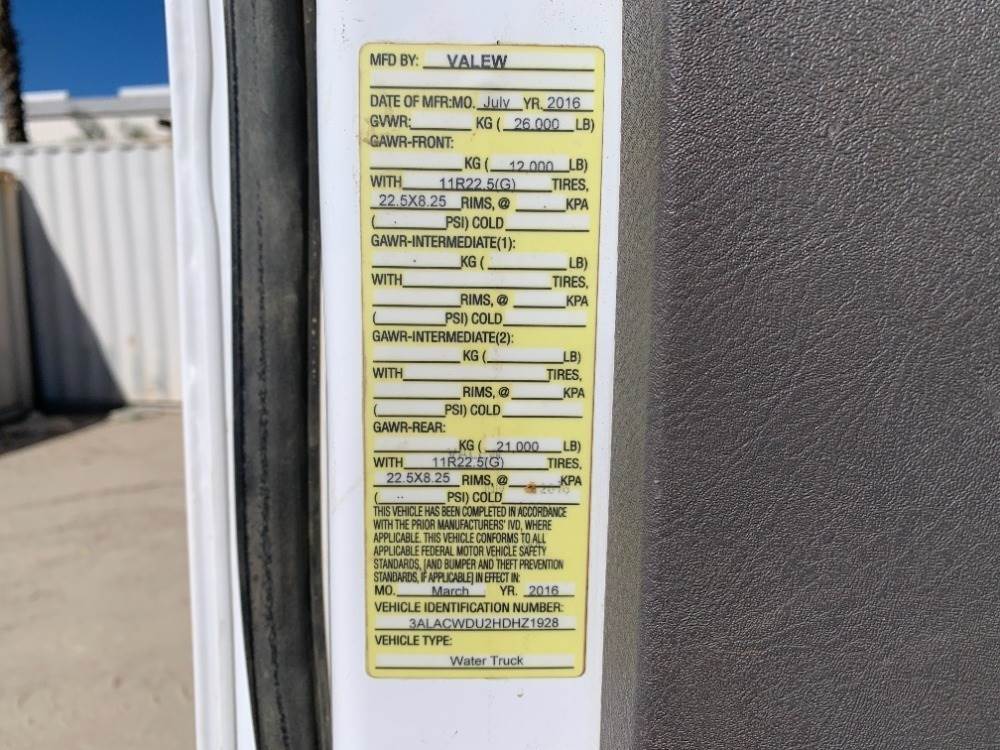 MFD BY: VALEW
DATE OF MFR:MO. July YR. 2016
GVWR: KG ( 26,000 LB)
GAWR-FRONT:
KG ( 12,000 LB)
WITH 11R22.5(G) TIRES,
22.5X8.25 RIMS, @ KPA
( PSI) COLD
GAWR-INTERMEDIATE(1):
KG ( LB)
WITH TIRES,
RIMS, @ KPA
( PSI) COLD
GAWR-INTERMEDIATE(2):
KG ( LB)
WITH TIRES,
RIMS, @ KPA
( PSI) COLD
GAWR-REAR:
KG ( 21,000 LB)
WITH 11R22.5(G) TIRES,
22.5X8.25 RIMS, @ KPA
( PSI) COLD
THIS VEHICLE HAS BEEN COMPLETED IN ACCORDANCE
WITH THE PRIOR MANUFACTURERS' IVD, WHERE
APPLICABLE. THIS VEHICLE CONFORMS TO ALL
APPLICABLE FEDERAL MOTOR VEHICLE SAFETY
STANDARDS, [AND BUMPER AND THEFT PREVENTION
STANDARDS, IF APPLICABLE] IN EFFECT IN:
MO. March YR. 2016
VEHICLE IDENTIFICATION NUMBER:
3ALACWDU2HDHZ1928
VEHICLE TYPE:
Water Truck